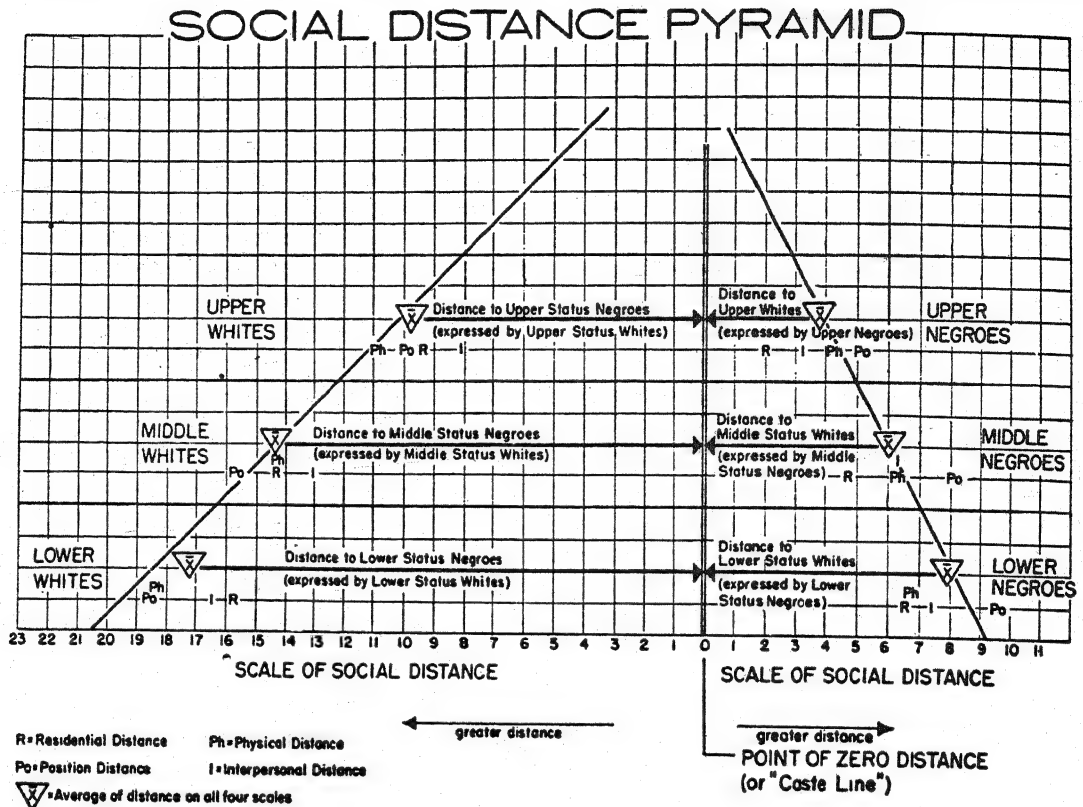 SOCIAL DISTANCE PYRAMID
UPPER WHITES
X̄
Distance to Upper Status Negroes
(expressed by Upper Status Whites)
Ph Po R I
Distance to Upper Whites
(expressed by Upper Negroes)
X̄
R I Ph Po
UPPER NEGROES
MIDDLE WHITES
X̄
Distance to Middle Status Negroes
(expressed by Middle Status Whites)
Ph
Po R I
Distance to
Middle Status Whites
(expressed by Middle
Status Negroes)
X̄
I
R Ph Po
MIDDLE NEGROES
LOWER WHITES
X̄
Distance to Lower Status Negroes
(expressed by Lower Status Whites)
Ph
Po I R
Distance to
Lower Status Whites
(expressed by Lower
Status Negroes)
X̄
Ph
R I Po
LOWER NEGROES
23 22 21 20 19 18 17 16 15 14 13 12 11 10 9 8 7 6 5 4 3 2 1 0 1 2 3 4 5 6 7 8 9 10 11
SCALE OF SOCIAL DISTANCE
SCALE OF SOCIAL DISTANCE
greater distance
greater distance
R=Residential Distance Ph=Physical Distance
Po=Position Distance I=Interpersonal Distance
X̄=Average of distance on all four scales
POINT OF ZERO DISTANCE
(or "Caste Line")